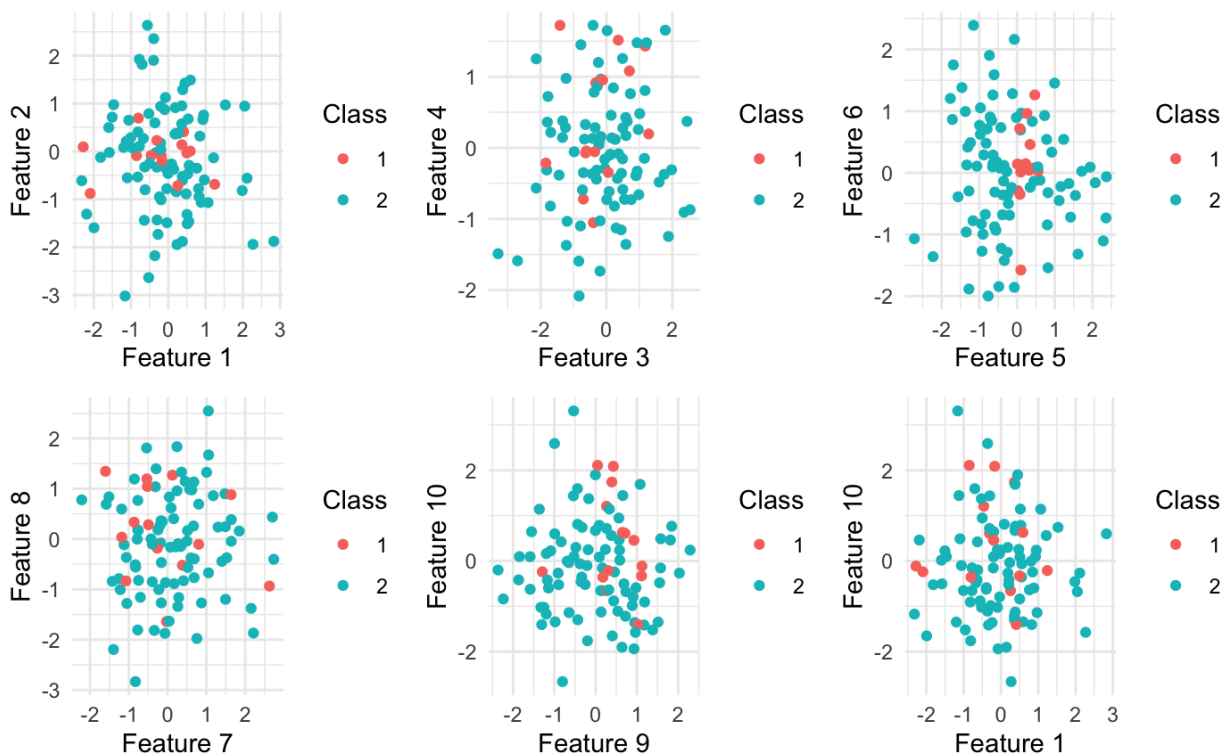 2
1
0
-1
-2
-3
Feature 2
-2 -1 0 1 2 3
Feature 1
Class
1
2
1
0
-1
-2
Feature 4
-2 0 2
Feature 3
Class
1
2
2
1
0
-1
-2
Feature 6
-2 -1 0 1 2
Feature 5
Class
1
2
2
1
0
-1
-2
-3
Feature 8
-2 -1 0 1 2
Feature 7
Class
1
2
2
0
-2
Feature 10
-2 -1 0 1 2
Feature 9
Class
1
2
2
0
-2
Feature 10
-2 -1 0 1 2 3
Feature 1
Class
1
2